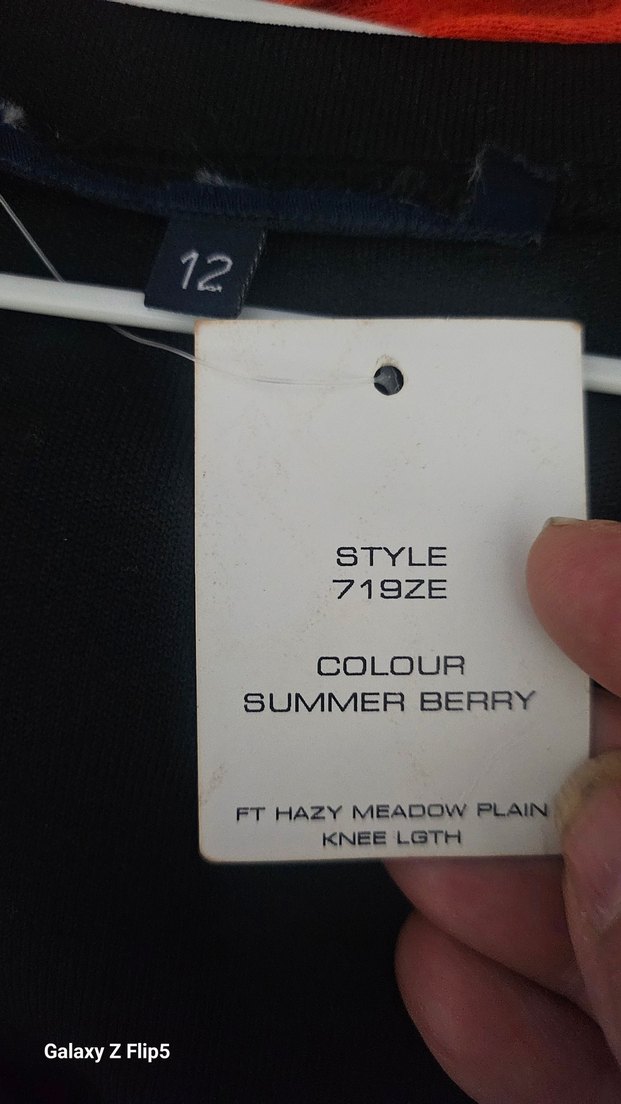 12
STYLE
719ZE
COLOUR
SUMMER BERRY
FT HAZY MEADOW PLAIN
KNEE LGTH
Galaxy Z Flip5